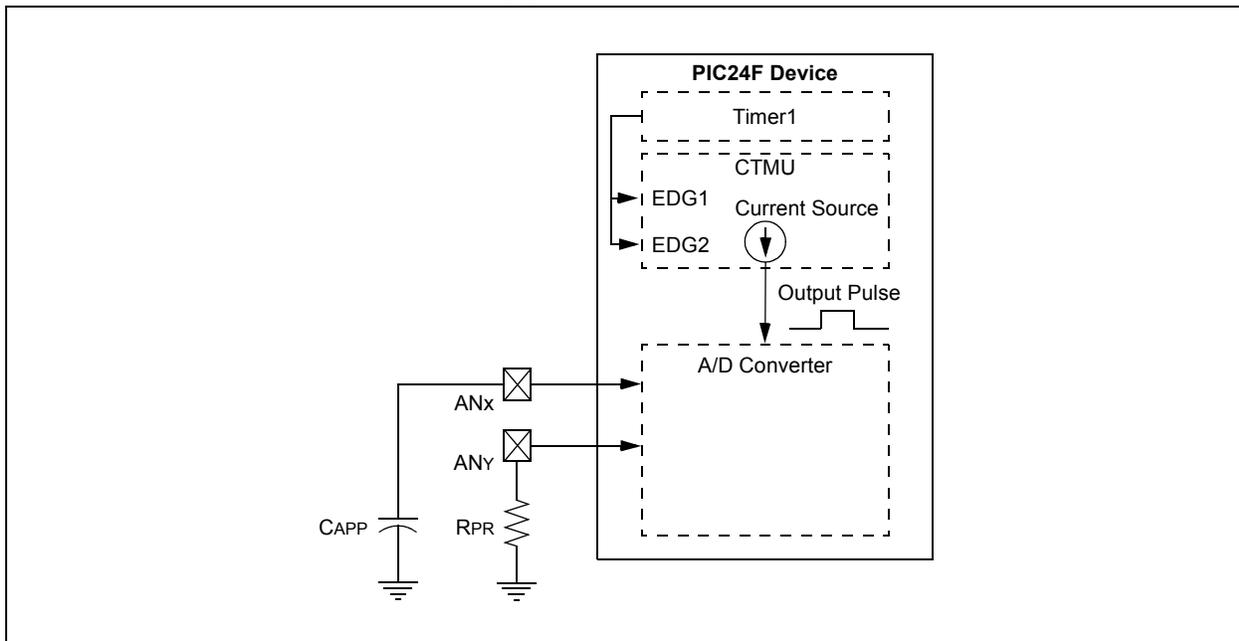 PIC24F Device
Timer1
CTMU
EDG1
Current Source
EDG2
Output Pulse
A/D Converter
ANx
ANY
CAPP
RPR